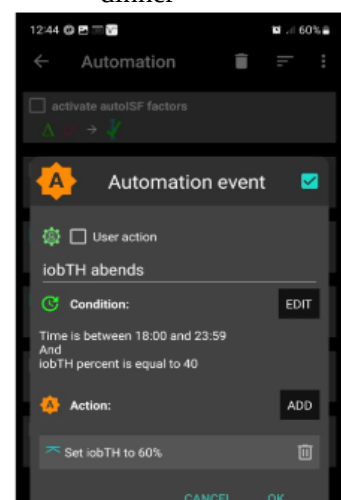 dinner
12:44
60%
Automation
activate autoISF factors
Automation event
User action
iobTH abends
Condition:
EDIT
Time is between 18:00 and 23:59
And
iobTH percent is equal to 40
Action:
ADD
Set iobTH to 60%
CANCEL OK